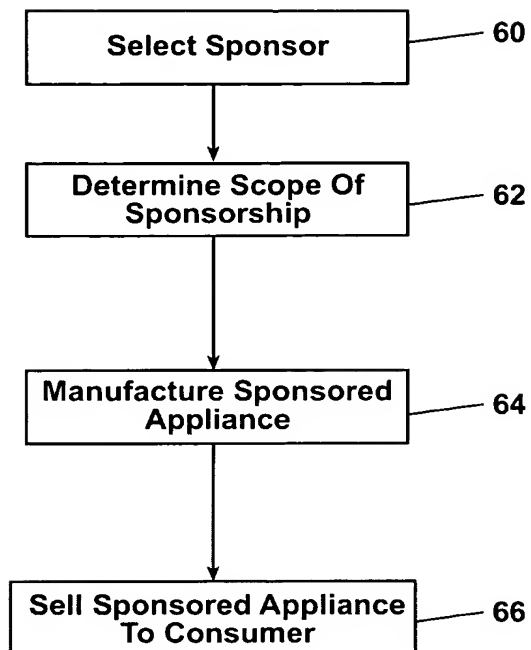 Select Sponsor
60
Determine Scope Of
Sponsorship
62
Manufacture Sponsored
Appliance
64
Sell Sponsored Appliance
To Consumer
66